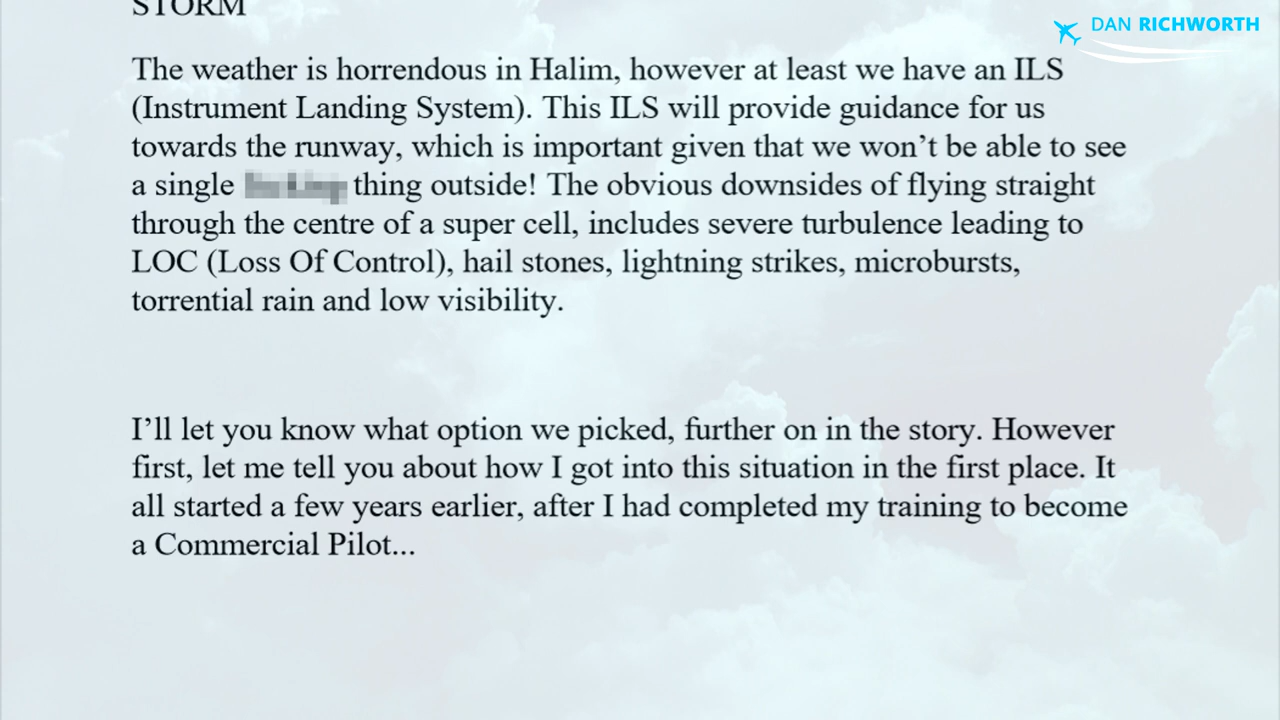 STORM
DAN RICHWORTH
The weather is horrendous in Halim, however at least we have an ILS
(Instrument Landing System). This ILS will provide guidance for us
towards the runway, which is important given that we won’t be able to see
a single thing outside! The obvious downsides of flying straight
through the centre of a super cell, includes severe turbulence leading to
LOC (Loss Of Control), hail stones, lightning strikes, microbursts,
torrential rain and low visibility.
I’ll let you know what option we picked, further on in the story. However
first, let me tell you about how I got into this situation in the first place. It
all started a few years earlier, after I had completed my training to become
a Commercial Pilot...